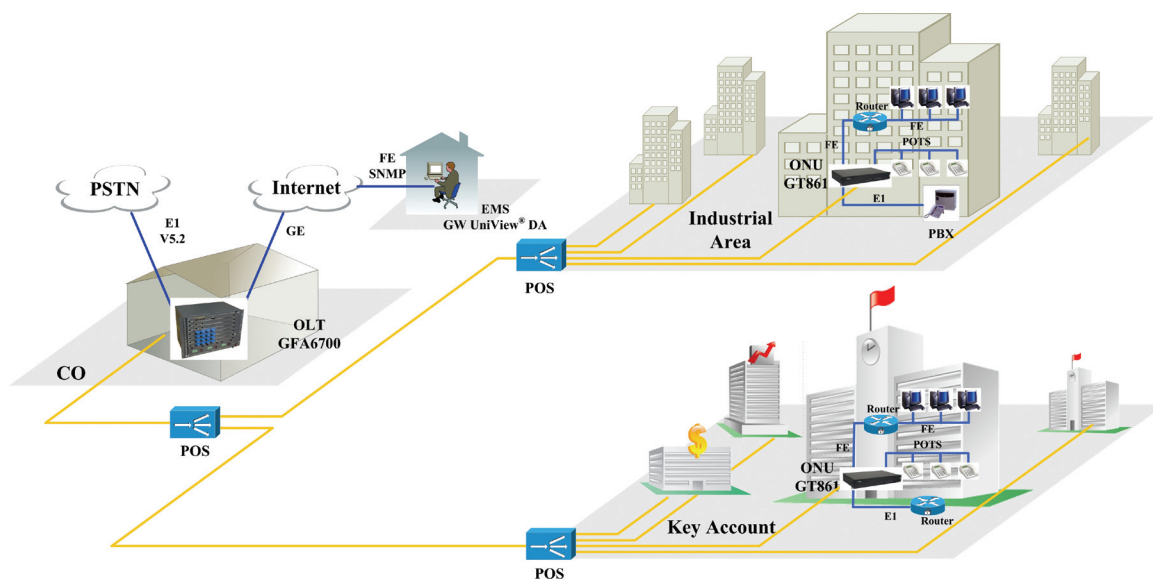 PSTN
Internet
E1
V5.2
GE
FE
SNMP
EMS
GW UniView® DA
OLT
GFA6700
CO
POS
POS
POS
Industrial
Area
Router
FE
FE
POTS
ONU
GT861
E1
PBX
Key Account
Router
FE
FE
POTS
ONU
GT861
E1
Router
$